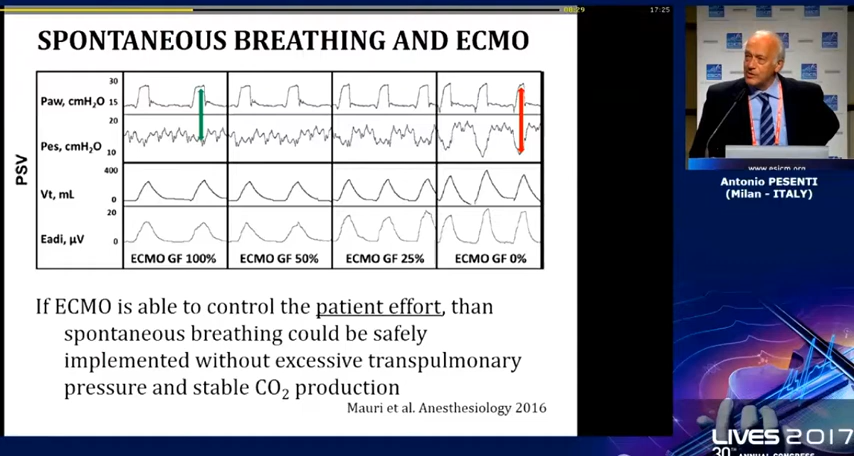 08:29
17:25
SPONTANEOUS BREATHING AND ECMO
PSV
30
Paw, cmH₂O 15
20
Pes, cmH₂O
10
400
Vt, mL
0
20
Eadi, µV
0
ECMO GF 100% ECMO GF 50% ECMO GF 25% ECMO GF 0%
If ECMO is able to control the patient effort, than
spontaneous breathing could be safely
implemented without excessive transpulmonary
pressure and stable CO₂ production
Mauri et al. Anesthesiology 2016
www.esicm.org
Antonio PESENTI
(Milan - ITALY)
LIVES 2017
30TH ANNUAL CONGRESS